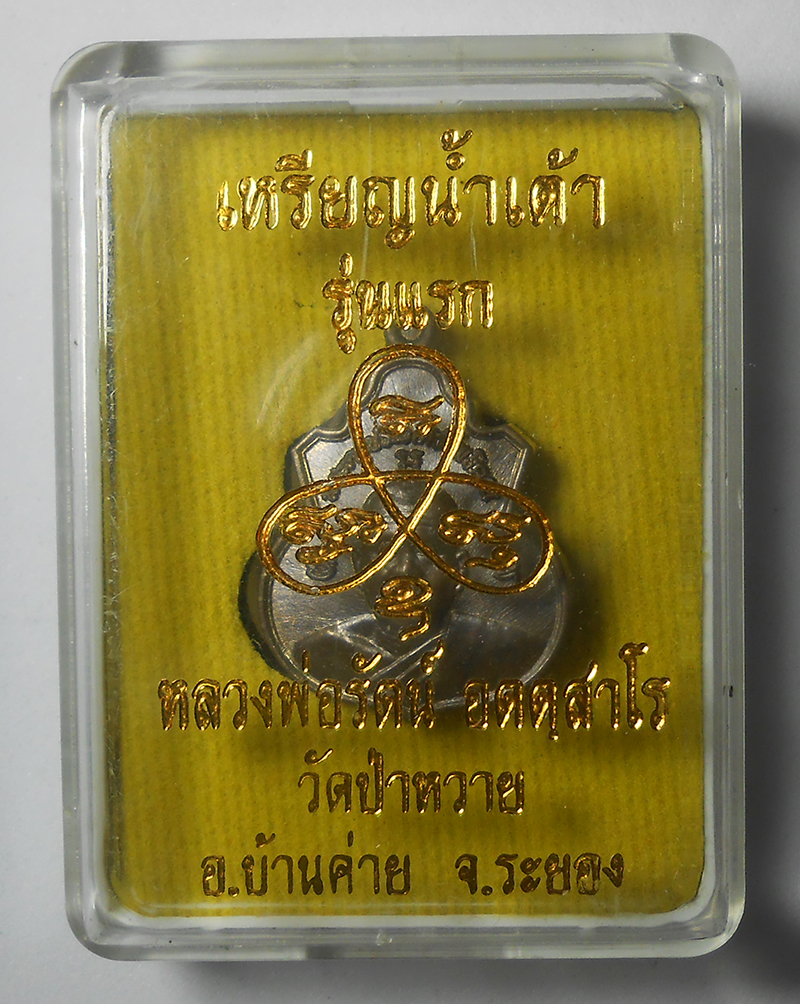 เหรียญน้ำเต้า
รุ่นแรก
หลวงพ่อรัตน์ อตตฺสาโร
วัดป่าหวาย
อ.บ้านค่าย จ.ระยอง